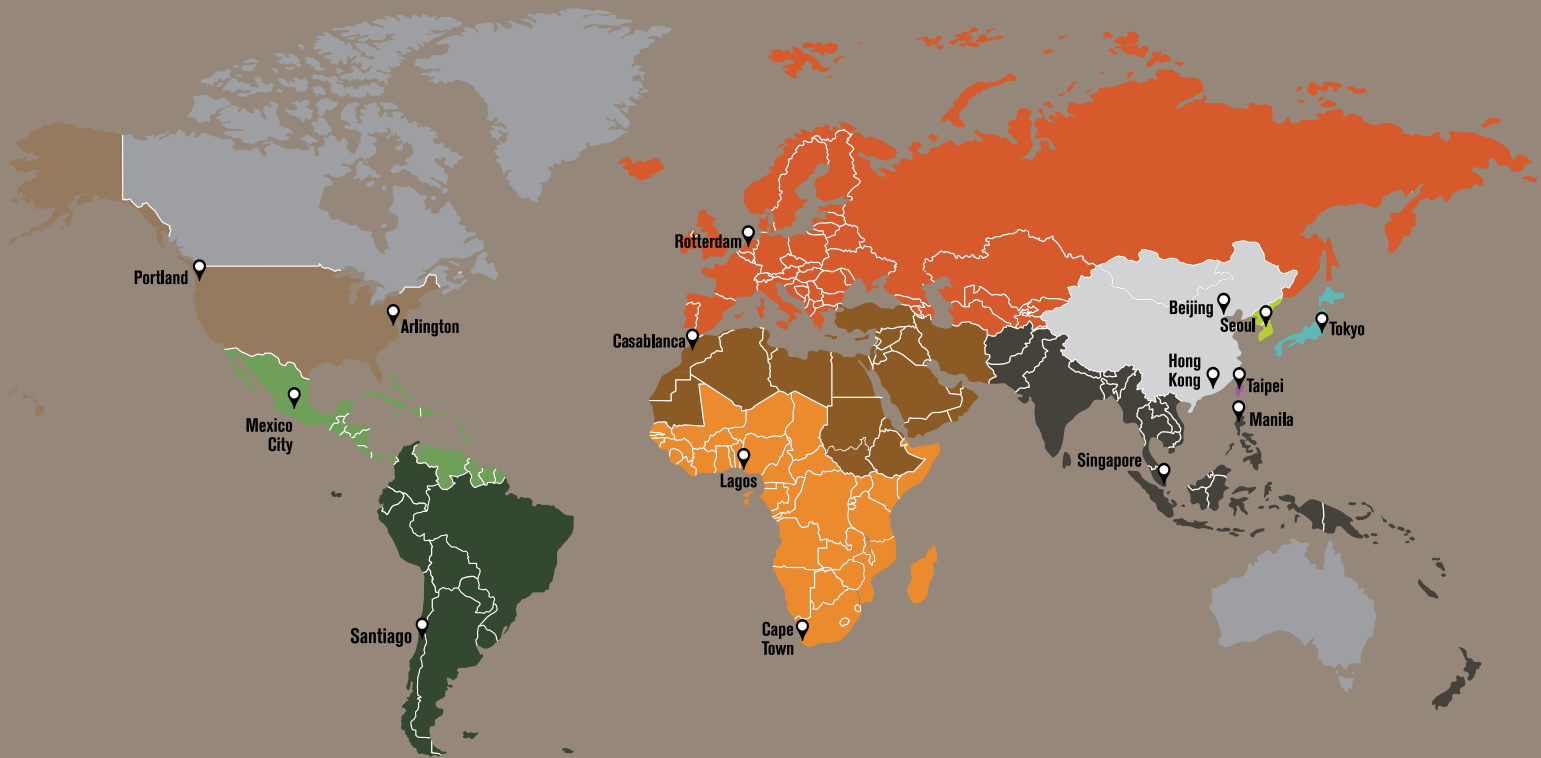 Portland
Arlington
Mexico
City
Santiago
Rotterdam
Casablanca
Lagos
Cape
Town
Beijing
Seoul
Tokyo
Hong
Kong
Taipei
Manila
Singapore